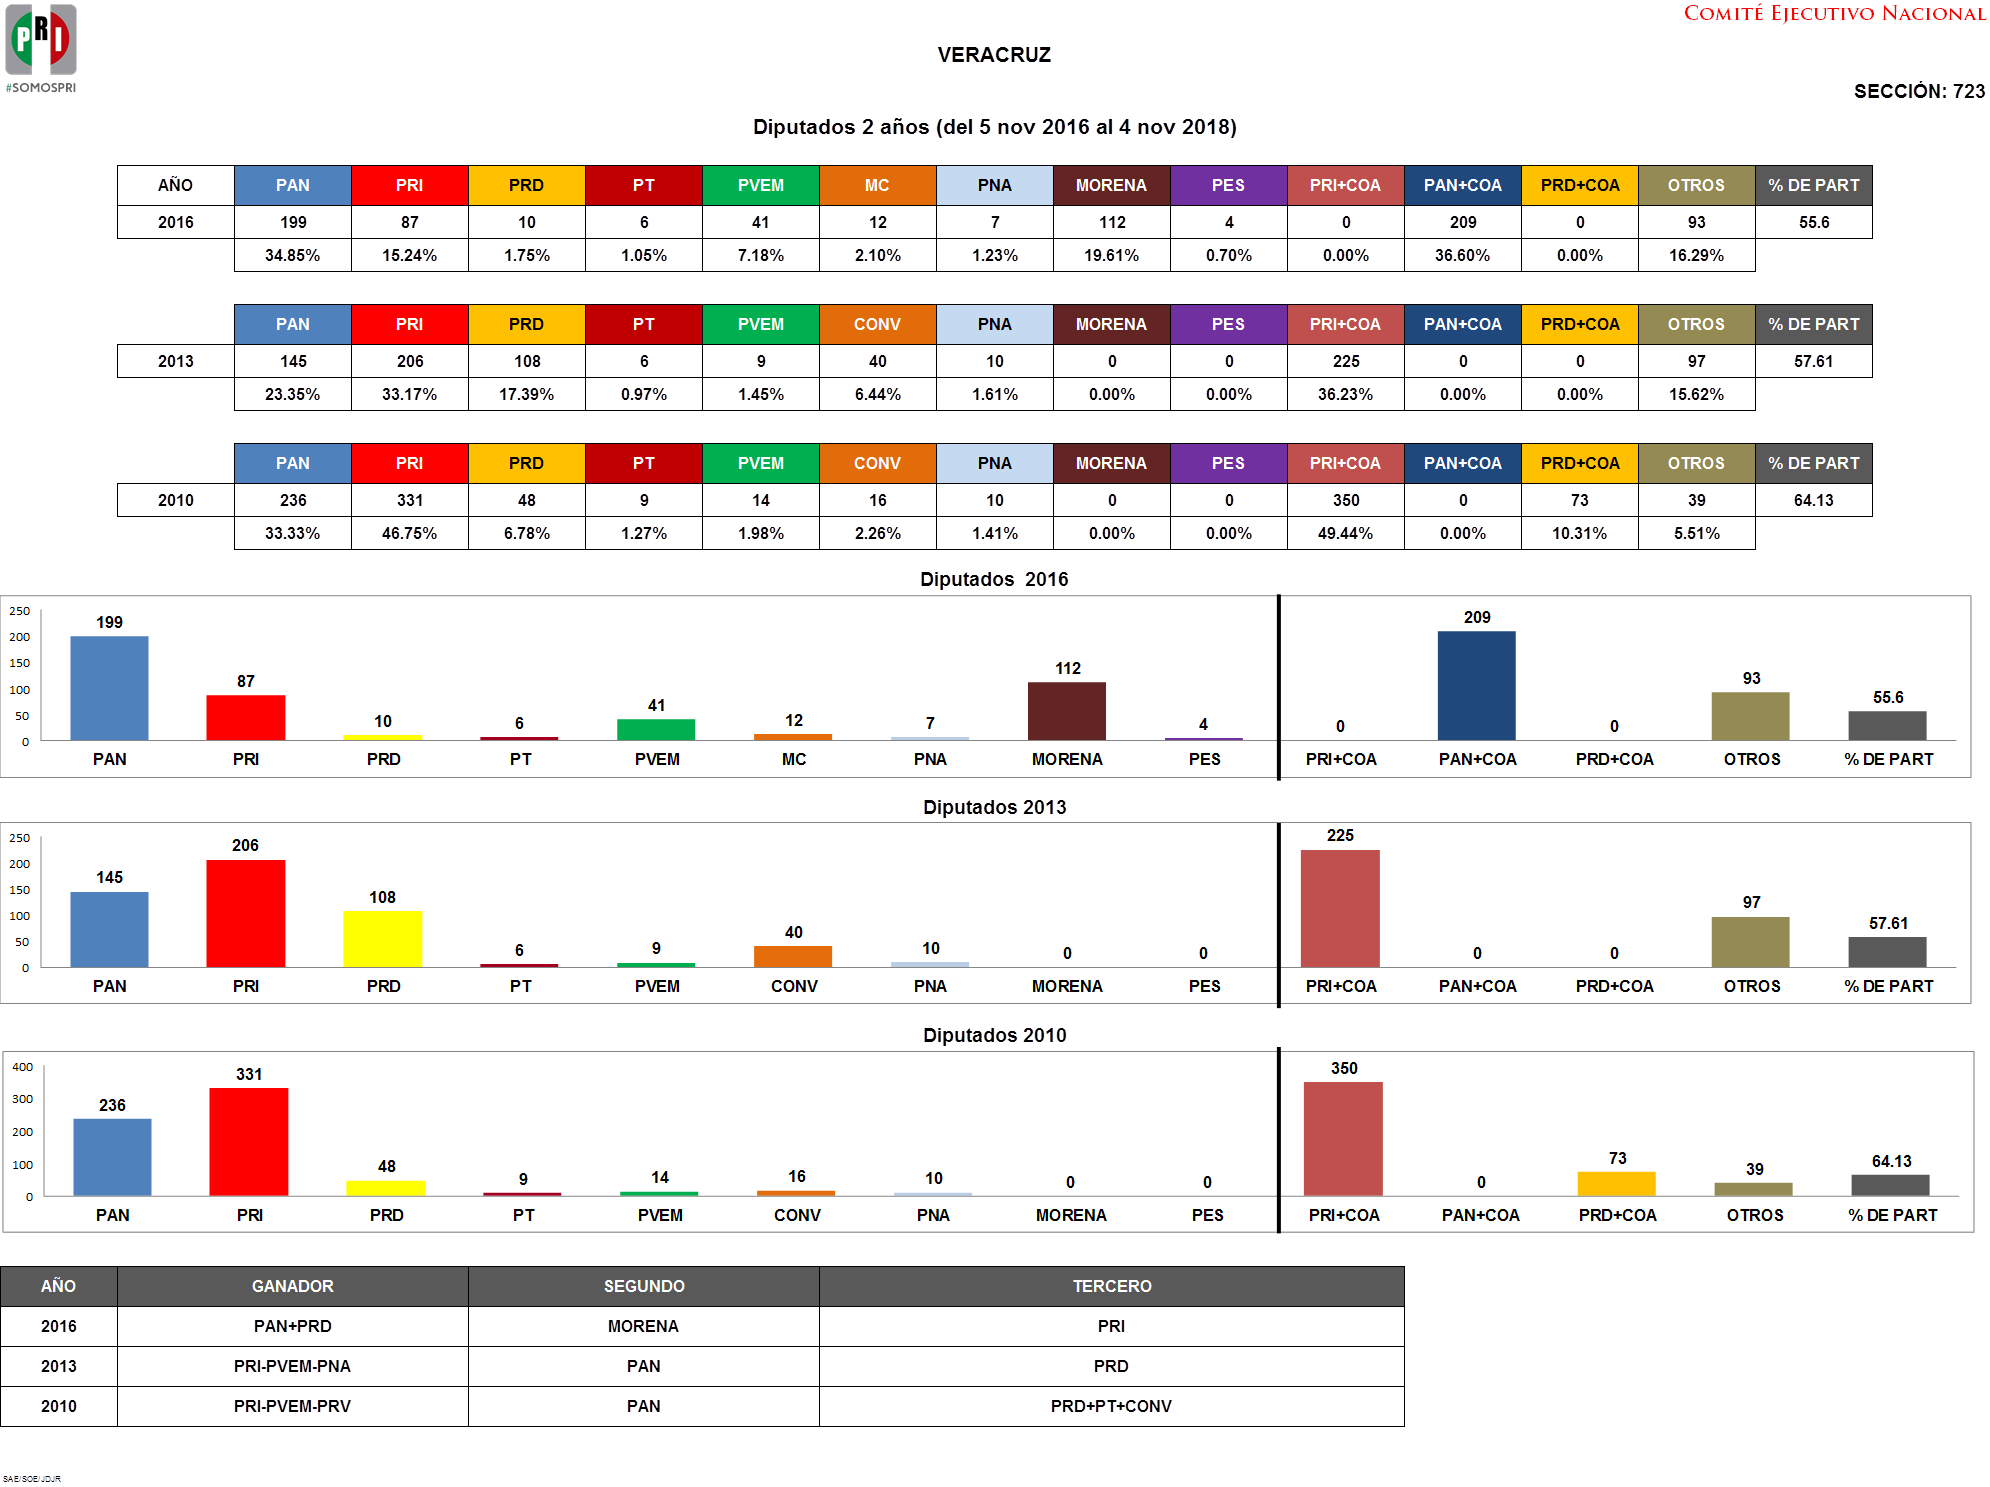 PRI
#SOMOSPRI
COMITÉ EJECUTIVO NACIONAL
VERACRUZ
SECCIÓN: 723
Diputados 2 años (del 5 nov 2016 al 4 nov 2018)
AÑO PAN PRI PRD PT PVEM MC PNA MORENA PES PRI+COA PAN+COA PRD+COA OTROS % DE PART
2016 199 87 10 6 41 12 7 112 4 0 209 0 93 55.6
34.85% 15.24% 1.75% 1.05% 7.18% 2.10% 1.23% 19.61% 0.70% 0.00% 36.60% 0.00% 16.29%
PAN PRI PRD PT PVEM CONV PNA MORENA PES PRI+COA PAN+COA PRD+COA OTROS % DE PART
2013 145 206 108 6 9 40 10 0 0 225 0 0 97 57.61
23.35% 33.17% 17.39% 0.97% 1.45% 6.44% 1.61% 0.00% 0.00% 36.23% 0.00% 0.00% 15.62%
PAN PRI PRD PT PVEM CONV PNA MORENA PES PRI+COA PAN+COA PRD+COA OTROS % DE PART
2010 236 331 48 9 14 16 10 0 0 350 0 73 39 64.13
33.33% 46.75% 6.78% 1.27% 1.98% 2.26% 1.41% 0.00% 0.00% 49.44% 0.00% 10.31% 5.51%
Diputados 2016
250
200
150
100
50
0
199 87 10 6 41 12 7 112 4 0 209 0 93 55.6
PAN PRI PRD PT PVEM MC PNA MORENA PES PRI+COA PAN+COA PRD+COA OTROS % DE PART
Diputados 2013
250
200
150
100
50
0
145 206 108 6 9 40 10 0 0 225 0 0 97 57.61
PAN PRI PRD PT PVEM CONV PNA MORENA PES PRI+COA PAN+COA PRD+COA OTROS % DE PART
Diputados 2010
400
300
200
100
0
236 331 48 9 14 16 10 0 0 350 0 73 39 64.13
PAN PRI PRD PT PVEM CONV PNA MORENA PES PRI+COA PAN+COA PRD+COA OTROS % DE PART
AÑO GANADOR SEGUNDO TERCERO
2016 PAN+PRD MORENA PRI
2013 PRI-PVEM-PNA PAN PRD
2010 PRI-PVEM-PRV PAN PRD+PT+CONV
SAE/SOE/JDJR